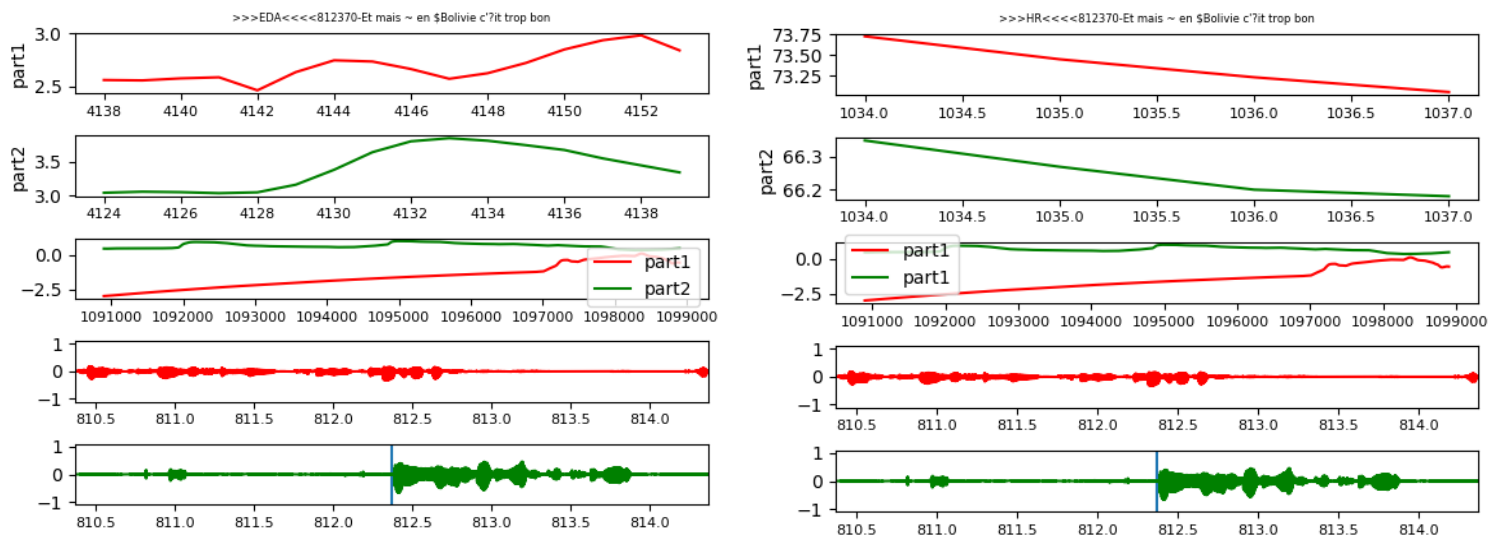 >>>EDA<<<<812370-Et mais ~ en $Bolivie c'?it trop bon
part1
3.0
2.5
4138 4140 4142 4144 4146 4148 4150 4152
part2
3.5
3.0
4124 4126 4128 4130 4132 4134 4136 4138
0.0
−2.5
part1
part2
1091000 1092000 1093000 1094000 1095000 1096000 1097000 1098000 1099000
1
0
−1
810.5 811.0 811.5 812.0 812.5 813.0 813.5 814.0
1
0
−1
810.5 811.0 811.5 812.0 812.5 813.0 813.5 814.0
>>>HR<<<<812370-Et mais ~ en $Bolivie c'?it trop bon
part1
73.75
73.50
73.25
1034.0 1034.5 1035.0 1035.5 1036.0 1036.5 1037.0
part2
66.3
66.2
1034.0 1034.5 1035.0 1035.5 1036.0 1036.5 1037.0
0.0
−2.5
part1
part1
1091000 1092000 1093000 1094000 1095000 1096000 1097000 1098000 1099000
1
0
−1
810.5 811.0 811.5 812.0 812.5 813.0 813.5 814.0
1
0
−1
810.5 811.0 811.5 812.0 812.5 813.0 813.5 814.0